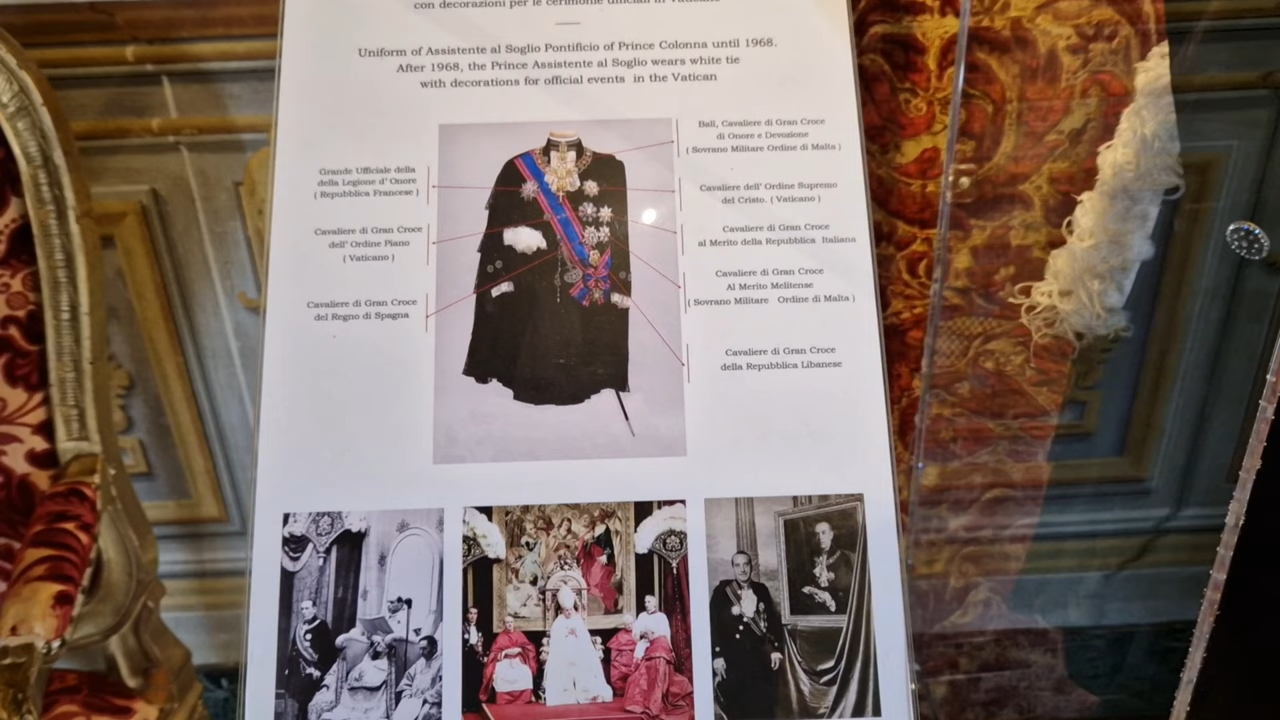 con decorazioni per le cerimonie ufficiali in Vaticano
Uniform of Assistente al Soglio Pontificio of Prince Colonna until 1968.
After 1968, the Prince Assistente al Soglio wears white tie
with decorations for official events in the Vatican
Grande Ufficiale della
della Legione d' Onore
( Repubblica Francese )
Cavaliere di Gran Croce
dell' Ordine Piano
( Vaticano )
Cavaliere di Gran Croce
del Regno di Spagna
Bali, Cavaliere di Gran Croce
di Onore e Devozione
( Sovrano Militare Ordine di Malta )
Cavaliere dell' Ordine Supremo
del Cristo. ( Vaticano )
Cavaliere di Gran Croce
al Merito della Repubblica Italiana
Cavaliere di Gran Croce
Al Merito Melitense
( Sovrano Militare Ordine di Malta )
Cavaliere di Gran Croce
della Repubblica Libanese